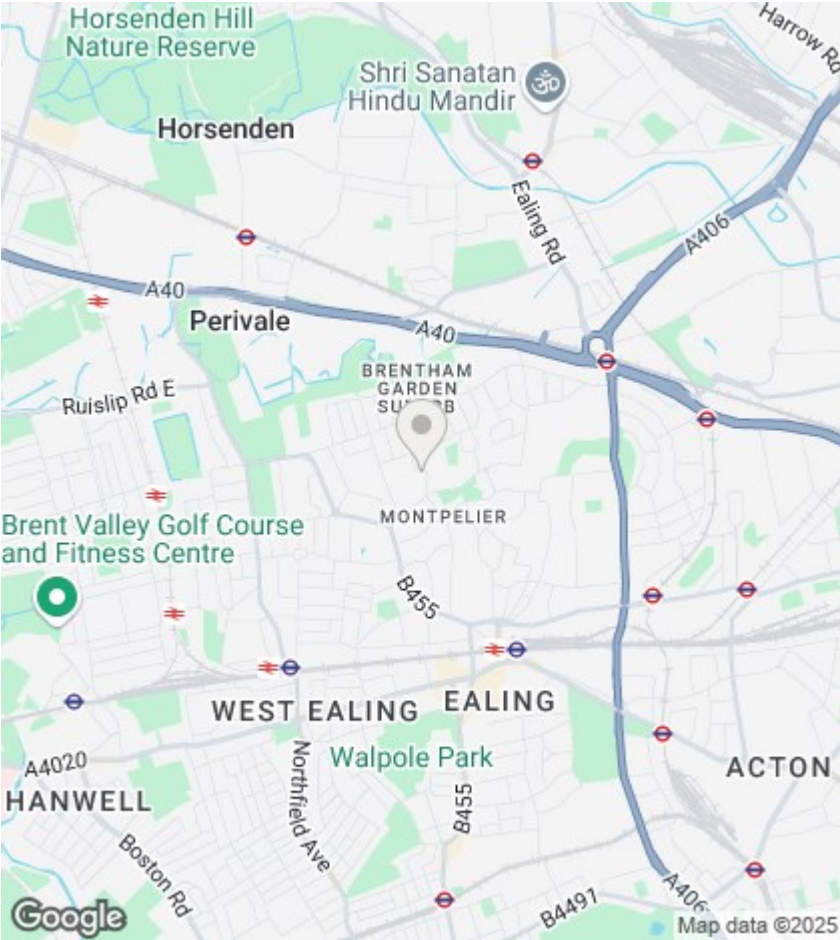 Horsenden Hill
Nature Reserve
Harrow Rd
Shri Sanatan
Hindu Mandir
Horsenden
Ealing Rd
A406
A40
Perivale
A40
BRENTHAM
GARDEN
SUBURB
Ruislip Rd E
MONTPELIER
Brent Valley Golf Course
and Fitness Centre
B455
WEST EALING
EALING
Walpole Park
A4020
ACTON
HANWELL
Northfield Ave
B455
Boston Rd
A406
B4491
Google
Map data ©2025